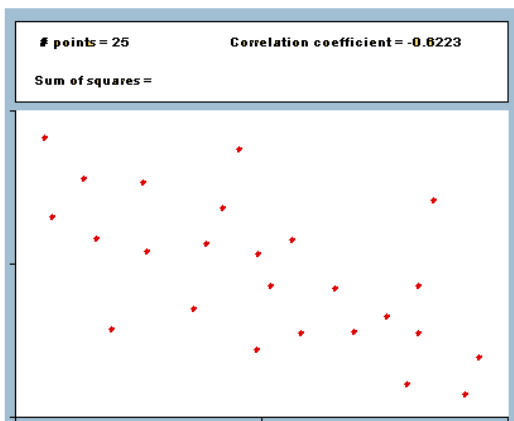 # points = 25 Correlation coefficient = -0.6223
Sum of squares =